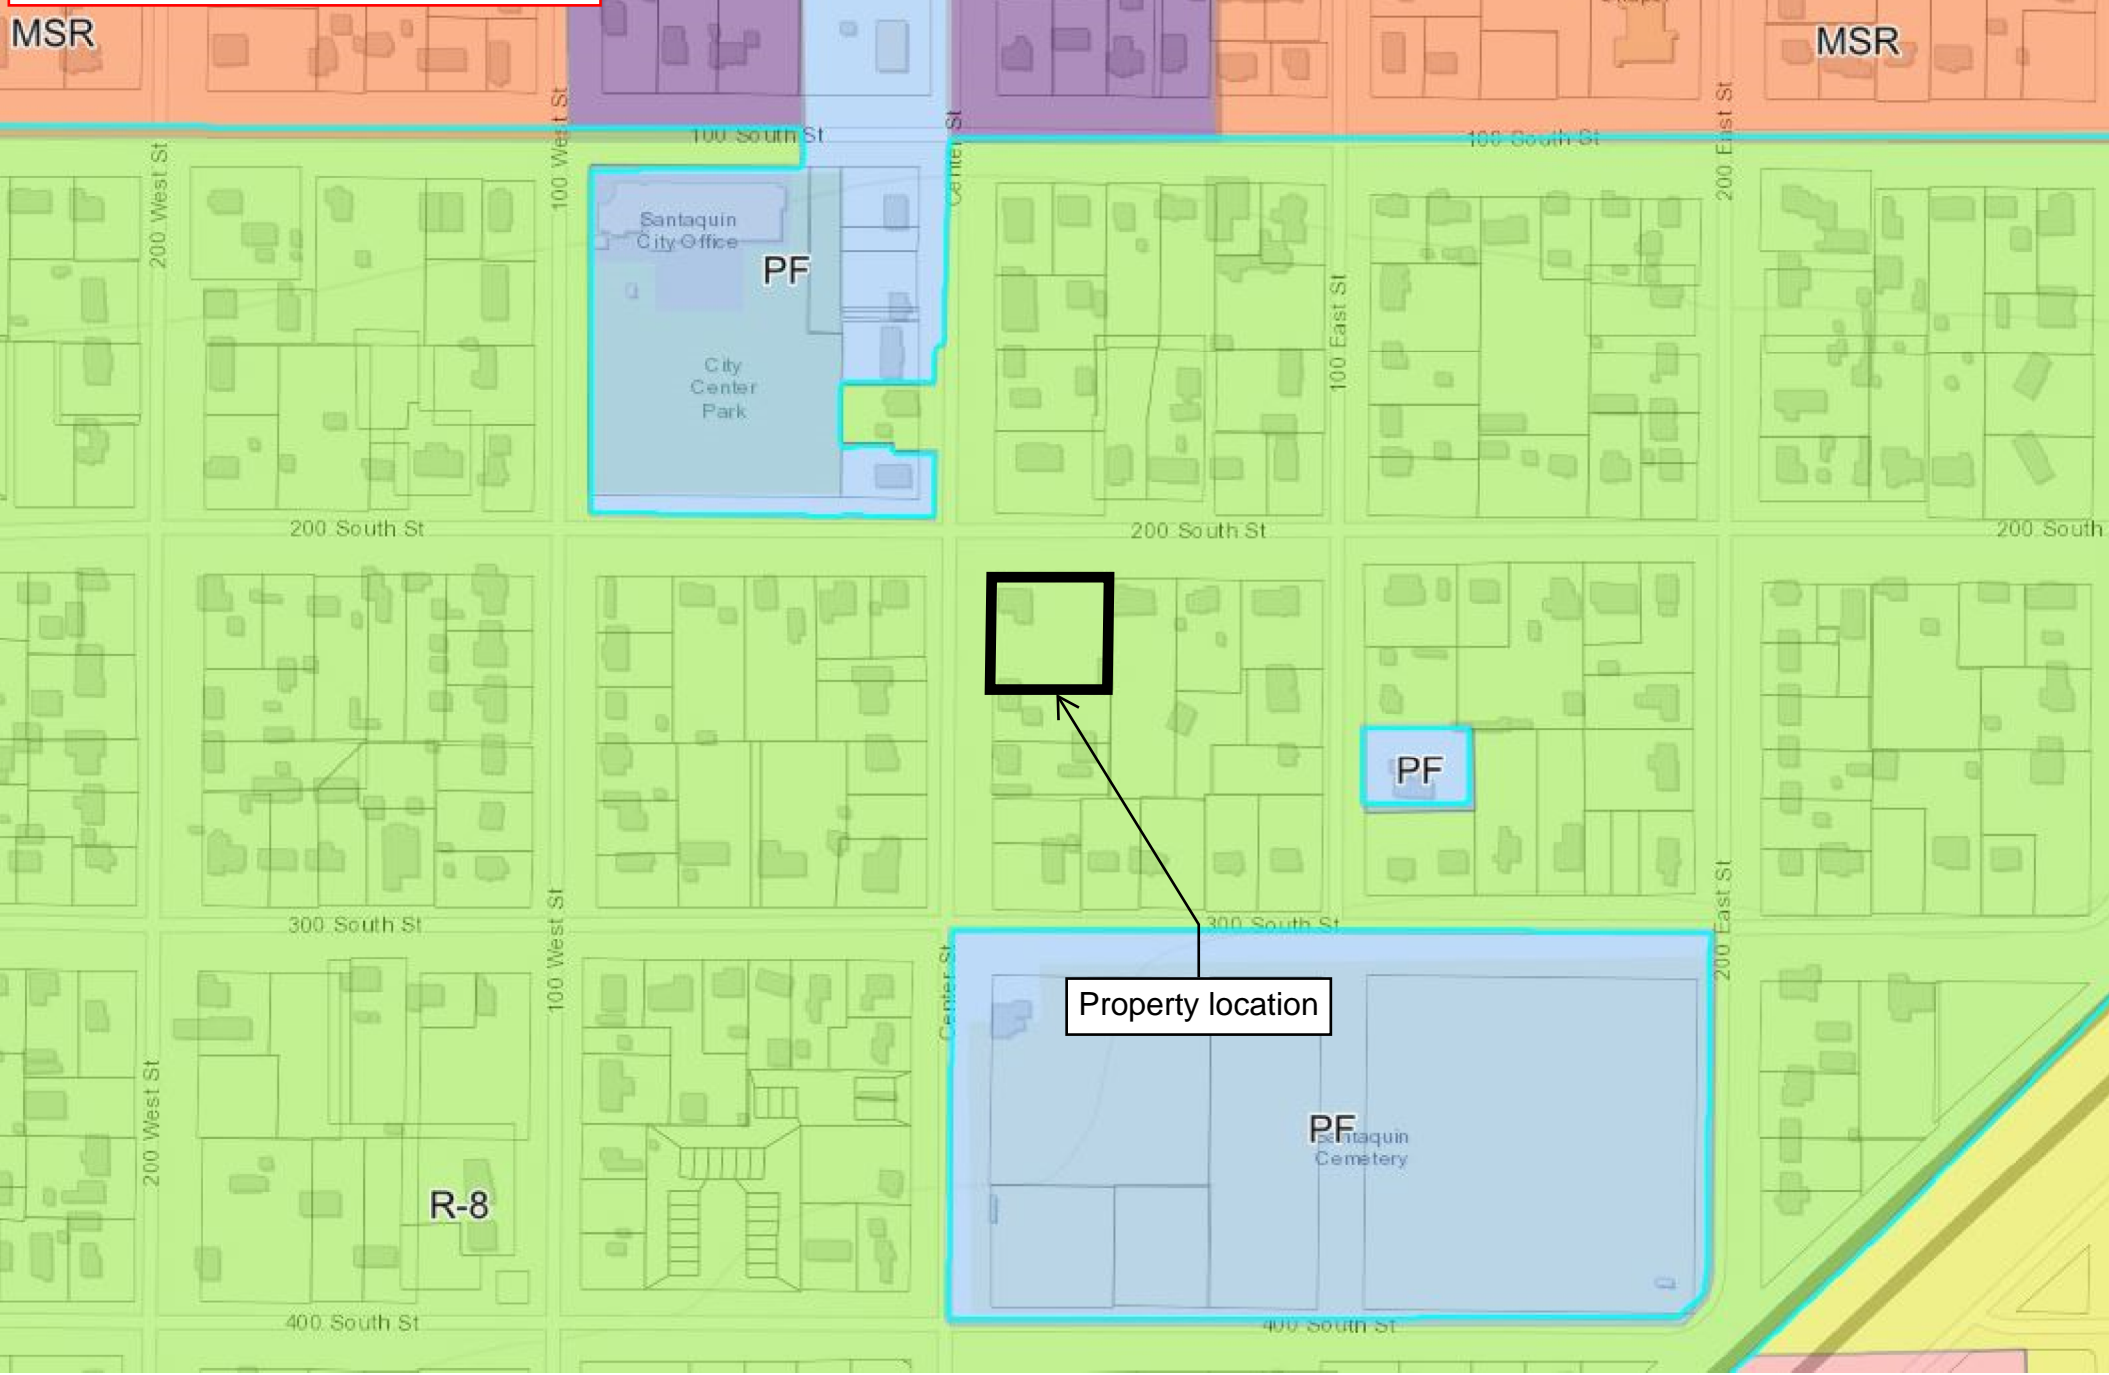 MSR
MSR
100 South St
100 South St
200 West St
100 West St
Center St
200 East St
Santaquin
City Office
PF
100 East St
City
Center
Park
200 South St
200 South St
200 South
PF
300 South St
300 South St
100 West St
Center St
200 East St
Property location
200 West St
PF
Santaquin
Cemetery
R-8
400 South St
400 South St